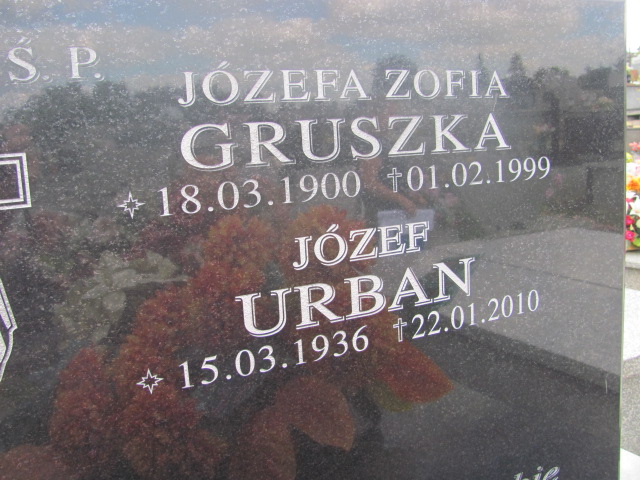 Ś. P.
JÓZEFA ZOFIA
GRUSZKA
18.03.1900 †01.02.1999
JÓZEF
URBAN
15.03.1936 †22.01.2010